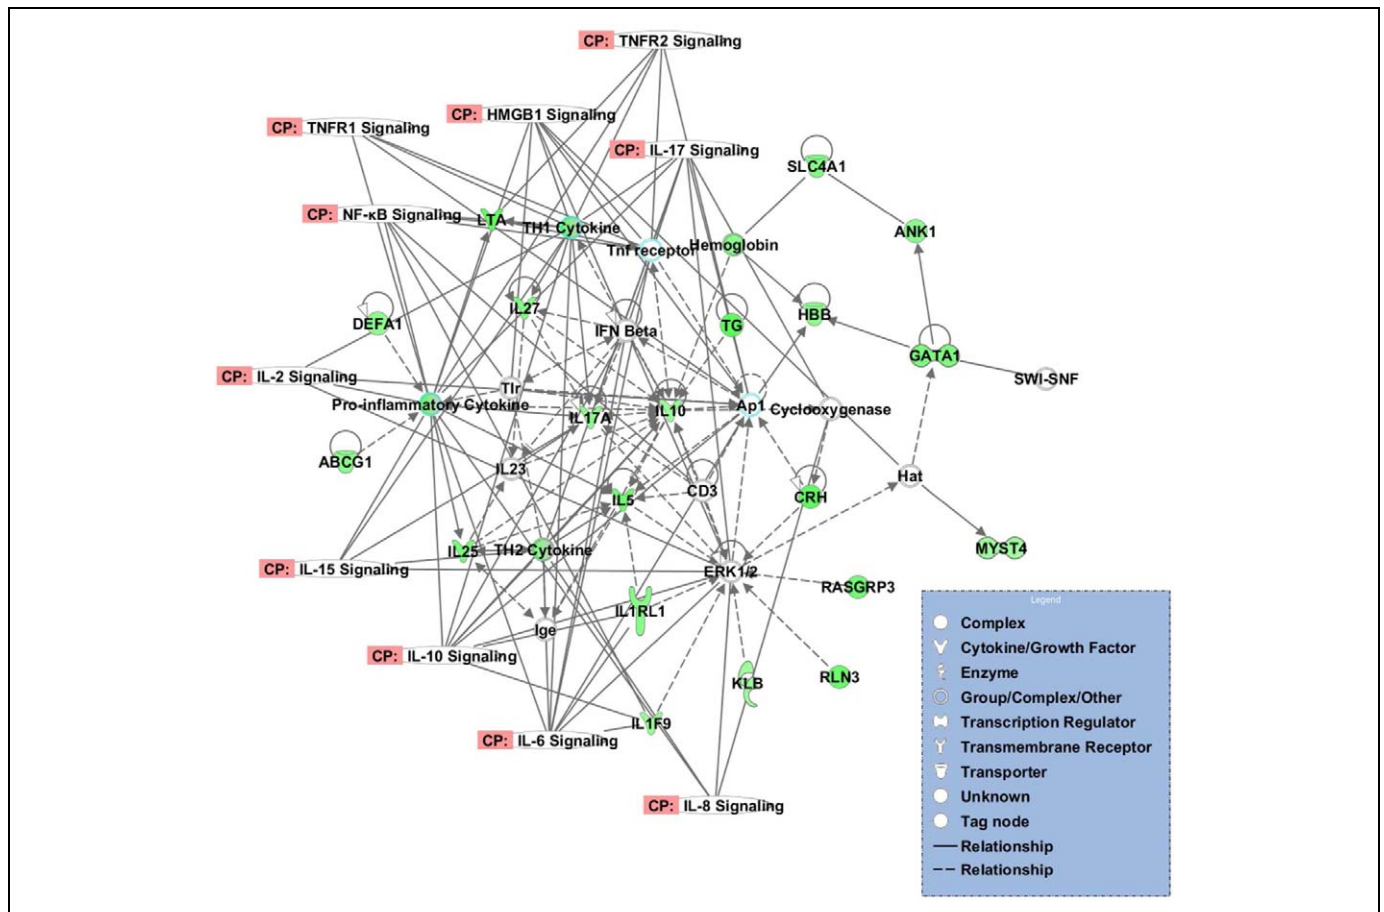 CP: TNFR2 Signaling
CP: HMGB1 Signaling
CP: TNFR1 Signaling
CP: IL-17 Signaling
SLC4A1
CP: NF-κB Signaling
LTA
TH1 Cytokine
Tnf receptor
Hemoglobin
ANK1
IL27
DEFA1
IFN Beta
TG
HBB
GATA1
CP: IL-2 Signaling
Tlr
SWI-SNF
Pro-inflammatory Cytokine
IL17A
IL10
Ap1
Cyclooxygenase
ABCG1
IL23
Hat
IL5
CD3
CRH
IL25
TH2 Cytokine
MYST4
CP: IL-15 Signaling
ERK1/2
RASGRP3
IL1RL1
Ige
CP: IL-10 Signaling
KLB
RLN3
IL1F9
CP: IL-6 Signaling
CP: IL-8 Signaling
Legend
Complex
Cytokine/Growth Factor
Enzyme
Group/Complex/Other
Transcription Regulator
Transmembrane Receptor
Transporter
Unknown
Tag node
Relationship
Relationship